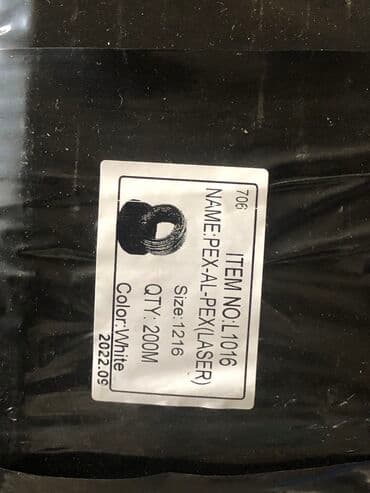 706
ITEM NO:L1016
NAME:PEX-AL-PEX(LASER)
Size:1216
QTY: 200M
Color:White
2022.09